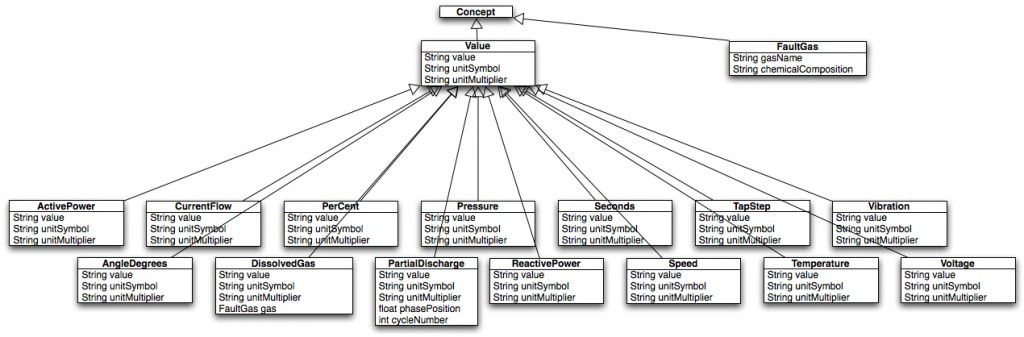 Concept
Value
String value
String unitSymbol
String unitMultiplier
FaultGas
String gasName
String chemicalComposition
ActivePower
String value
String unitSymbol
String unitMultiplier
CurrentFlow
String value
String unitSymbol
String unitMultiplier
PerCent
String value
String unitSymbol
String unitMultiplier
Pressure
String value
String unitSymbol
String unitMultiplier
Seconds
String value
String unitSymbol
String unitMultiplier
TapStep
String value
String unitSymbol
String unitMultiplier
Vibration
String value
String unitSymbol
String unitMultiplier
AngleDegrees
String value
String unitSymbol
String unitMultiplier
DissolvedGas
String value
String unitSymbol
String unitMultiplier
FaultGas gas
PartialDischarge
String value
String unitSymbol
String unitMultiplier
float phasePosition
int cycleNumber
ReactivePower
String value
String unitSymbol
String unitMultiplier
Speed
String value
String unitSymbol
String unitMultiplier
Temperature
String value
String unitSymbol
String unitMultiplier
Voltage
String value
String unitSymbol
String unitMultiplier